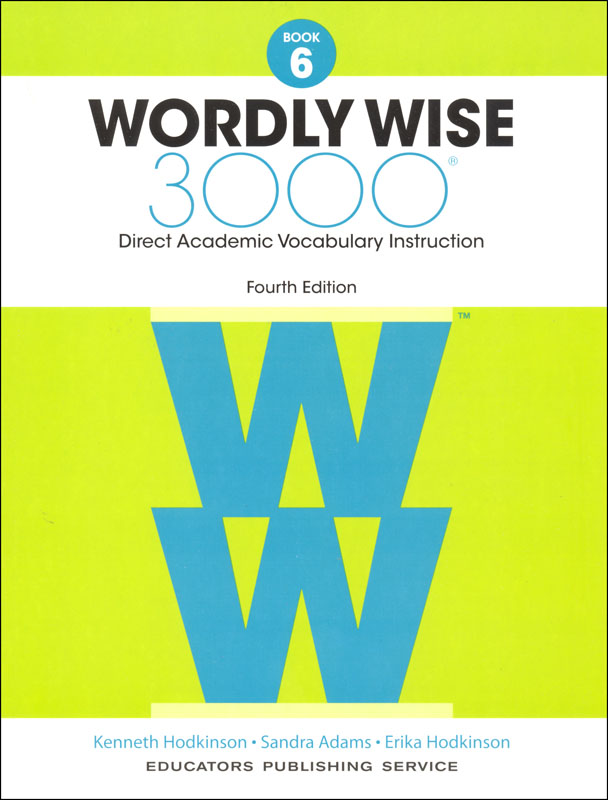 BOOK
6
WORDLY WISE
3000®
Direct Academic Vocabulary Instruction
Fourth Edition
WW™
Kenneth Hodkinson • Sandra Adams • Erika Hodkinson
EDUCATORS PUBLISHING SERVICE